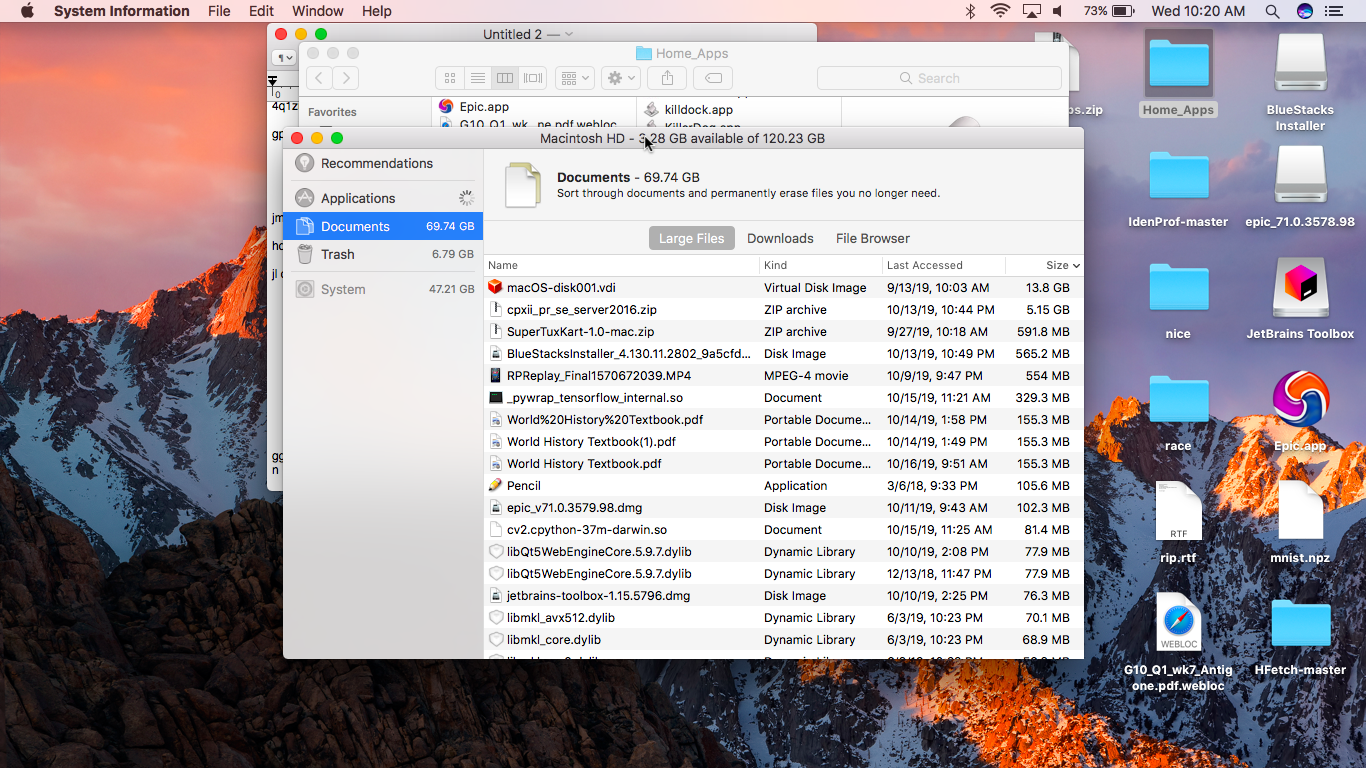 System Information File Edit Window Help 73% Wed 10:20 AM
Untitled 2 —
Home_Apps
Search
Favorites
Epic.app
killdock.app
G10_Q1_wk...ne.pdf.webloc
0
4q1z
gp
jm
hc
jl c
gg
n
Macintosh HD - 3.28 GB available of 120.23 GB
Recommendations
Applications
Documents 69.74 GB
Trash 6.79 GB
System 47.21 GB
Documents - 69.74 GB
Sort through documents and permanently erase files you no longer need.
Large Files Downloads File Browser
Name Kind Last Accessed Size
macOS-disk001.vdi Virtual Disk Image 9/13/19, 10:03 AM 13.8 GB
cpxii_pr_se_server2016.zip ZIP archive 10/13/19, 10:44 PM 5.15 GB
SuperTuxKart-1.0-mac.zip ZIP archive 9/27/19, 10:18 AM 591.8 MB
BlueStacksInstaller_4.130.11.2802_9a5cfd... Disk Image 10/13/19, 10:49 PM 565.2 MB
RPReplay_Final1570672039.MP4 MPEG-4 movie 10/9/19, 9:47 PM 554 MB
_pywrap_tensorflow_internal.so Document 10/15/19, 11:21 AM 329.3 MB
World%20History%20Textbook.pdf Portable Docume... 10/14/19, 1:58 PM 155.3 MB
World History Textbook(1).pdf Portable Docume... 10/14/19, 1:49 PM 155.3 MB
World History Textbook.pdf Portable Docume... 10/16/19, 9:51 AM 155.3 MB
Pencil Application 3/6/18, 9:33 PM 105.6 MB
epic_v71.0.3579.98.dmg Disk Image 10/11/19, 9:43 AM 102.3 MB
cv2.cpython-37m-darwin.so Document 10/15/19, 11:25 AM 81.4 MB
libQt5WebEngineCore.5.9.7.dylib Dynamic Library 10/10/19, 2:08 PM 77.9 MB
libQt5WebEngineCore.5.9.7.dylib Dynamic Library 12/13/18, 11:47 PM 77.9 MB
jetbrains-toolbox-1.15.5796.dmg Disk Image 10/10/19, 2:25 PM 76.3 MB
libmkl_avx512.dylib Dynamic Library 6/3/19, 10:23 PM 70.1 MB
libmkl_core.dylib Dynamic Library 6/3/19, 10:23 PM 68.9 MB
ps.zip
Home_Apps
BlueStacks
Installer
IdenProf-master
epic_71.0.3578.98
nice
JetBrains Toolbox
race
Epic.app
RTF
rip.rtf
mnist.npz
WEBLOC
G10_Q1_wk7_Antig
one.pdf.webloc
HFetch-master